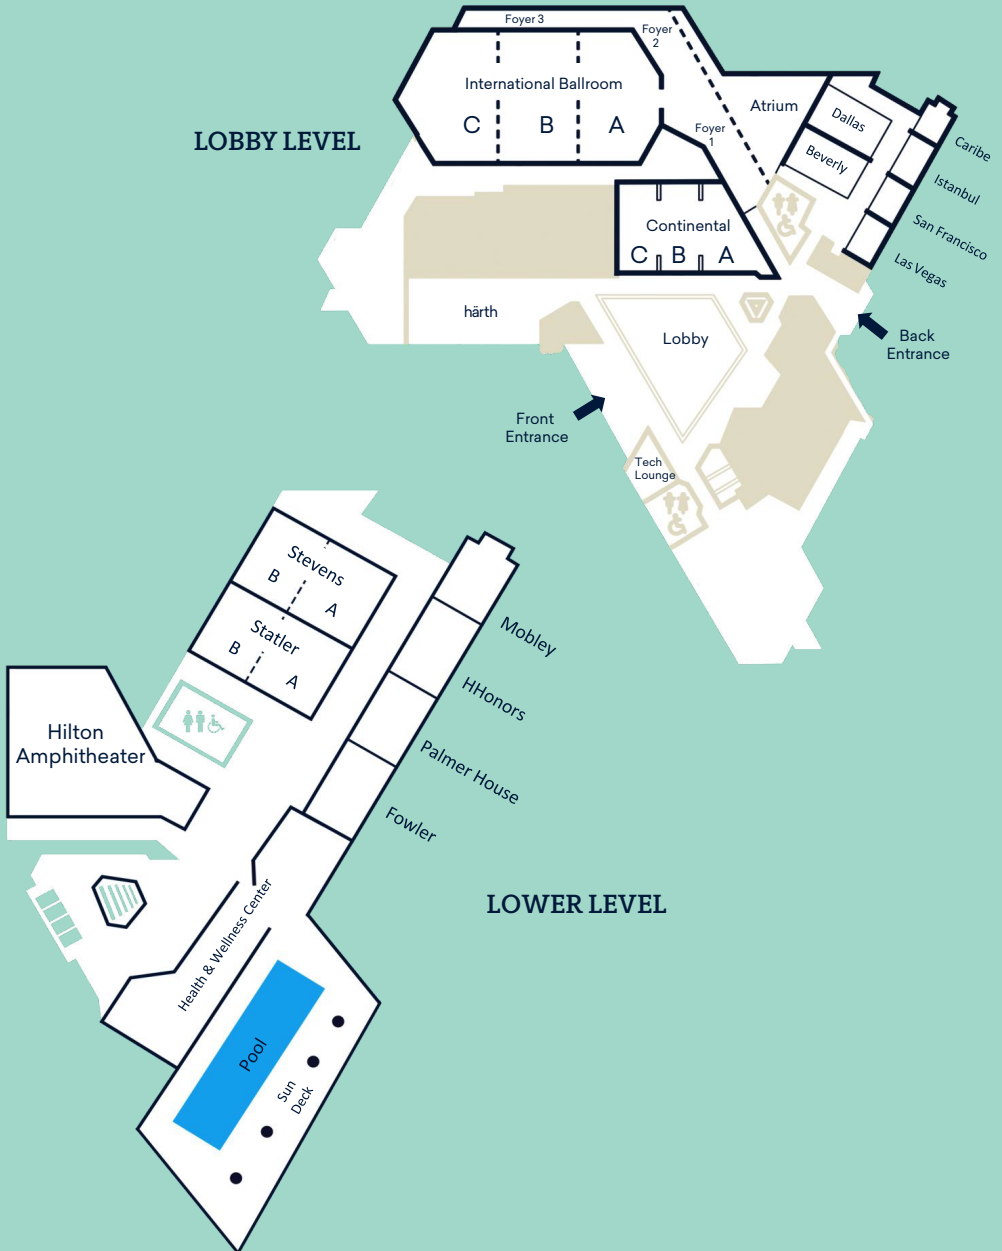 Foyer 3
Foyer
2
International Ballroom
C B A
LOBBY LEVEL
Atrium
Foyer
1
Dallas
Beverly
Caribe
Istanbul
San Francisco
Las Vegas
Continental
C B A
härth
Lobby
Back
Entrance
Front
Entrance
Tech
Lounge
Stevens
B
A
Statler
B
A
Mobley
HHonors
Palmer House
Fowler
Hilton
Amphitheater
LOWER LEVEL
Health & Wellness Center
Pool
Sun
Deck